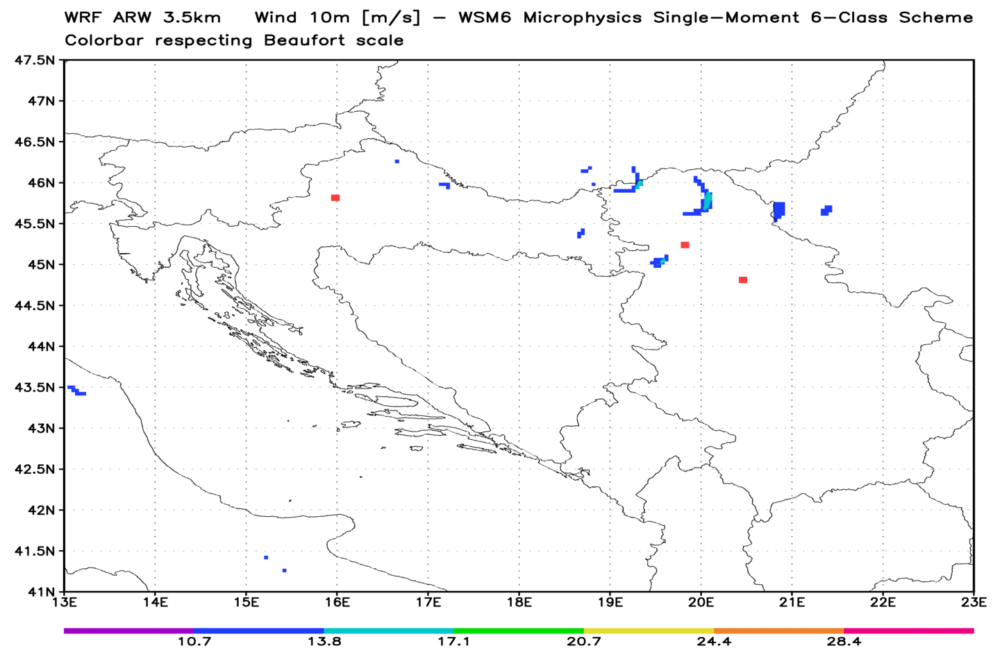 WRF ARW 3.5km Wind 10m [m/s] − WSM6 Microphysics Single−Moment 6−Class Scheme
Colorbar respecting Beaufort scale
47.5N
47N
46.5N
46N
45.5N
45N
44.5N
44N
43.5N
43N
42.5N
42N
41.5N
41N
13E 14E 15E 16E 17E 18E 19E 20E 21E 22E 23E
10.7 13.8 17.1 20.7 24.4 28.4